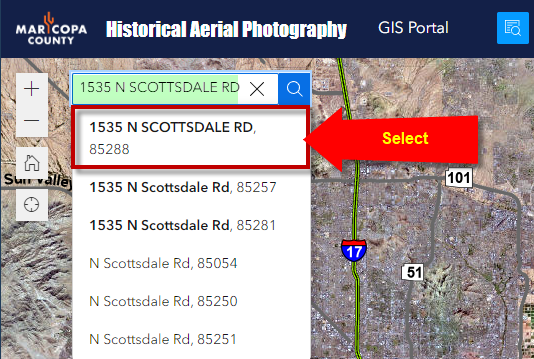 MARICOPA
COUNTY
Historical Aerial Photography
GIS Portal
1535 N SCOTTSDALE RD
1535 N SCOTTSDALE RD,
85288
Select
1535 N Scottsdale Rd, 85257
1535 N Scottsdale Rd, 85281
N Scottsdale Rd, 85054
N Scottsdale Rd, 85250
N Scottsdale Rd, 85251
Sun Valley
101
17
51